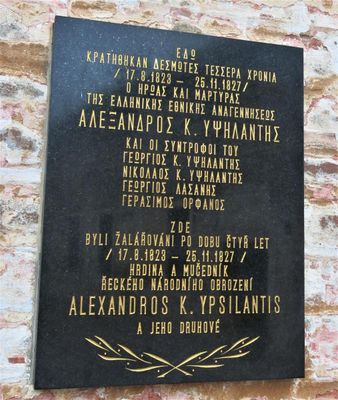 ΕΔΩ
ΚΡΑΤΗΘΗΚΑΝ ΔΕΣΜΩΤΕΣ ΤΕΣΣΕΡΑ ΧΡΟΝΙΑ
/ 17.8.1823 – 25.11.1827 /
Ο ΗΡΩΑΣ ΚΑΙ ΜΑΡΤΥΡΑΣ
ΤΗΣ ΕΛΛΗΝΙΚΗΣ ΕΘΝΙΚΗΣ ΑΝΑΓΕΝΝΗΣΕΩΣ
ΑΛΕΞΑΝΔΡΟΣ Κ. ΥΨΗΛΑΝΤΗΣ
ΚΑΙ ΟΙ ΣΥΝΤΡΟΦΟΙ ΤΟΥ
ΓΕΩΡΓΙΟΣ Κ. ΥΨΗΛΑΝΤΗΣ
ΝΙΚΟΛΑΟΣ Κ. ΥΨΗΛΑΝΤΗΣ
ΓΕΩΡΓΙΟΣ ΛΑΣΑΝΗΣ
ΓΕΡΑΣΙΜΟΣ ΟΡΦΑΝΟΣ
ZDE
BYLI ŽALÁŘOVÁNI PO DOBU ČTYŘ LET
/ 17.8.1823 – 25.11.1827 /
HRDINA A MUČEDNÍK
ŘECKÉHO NÁRODNÍHO OBROZENÍ
ALEXANDROS K. YPSILANTIS
A JEHO DRUHOVÉ